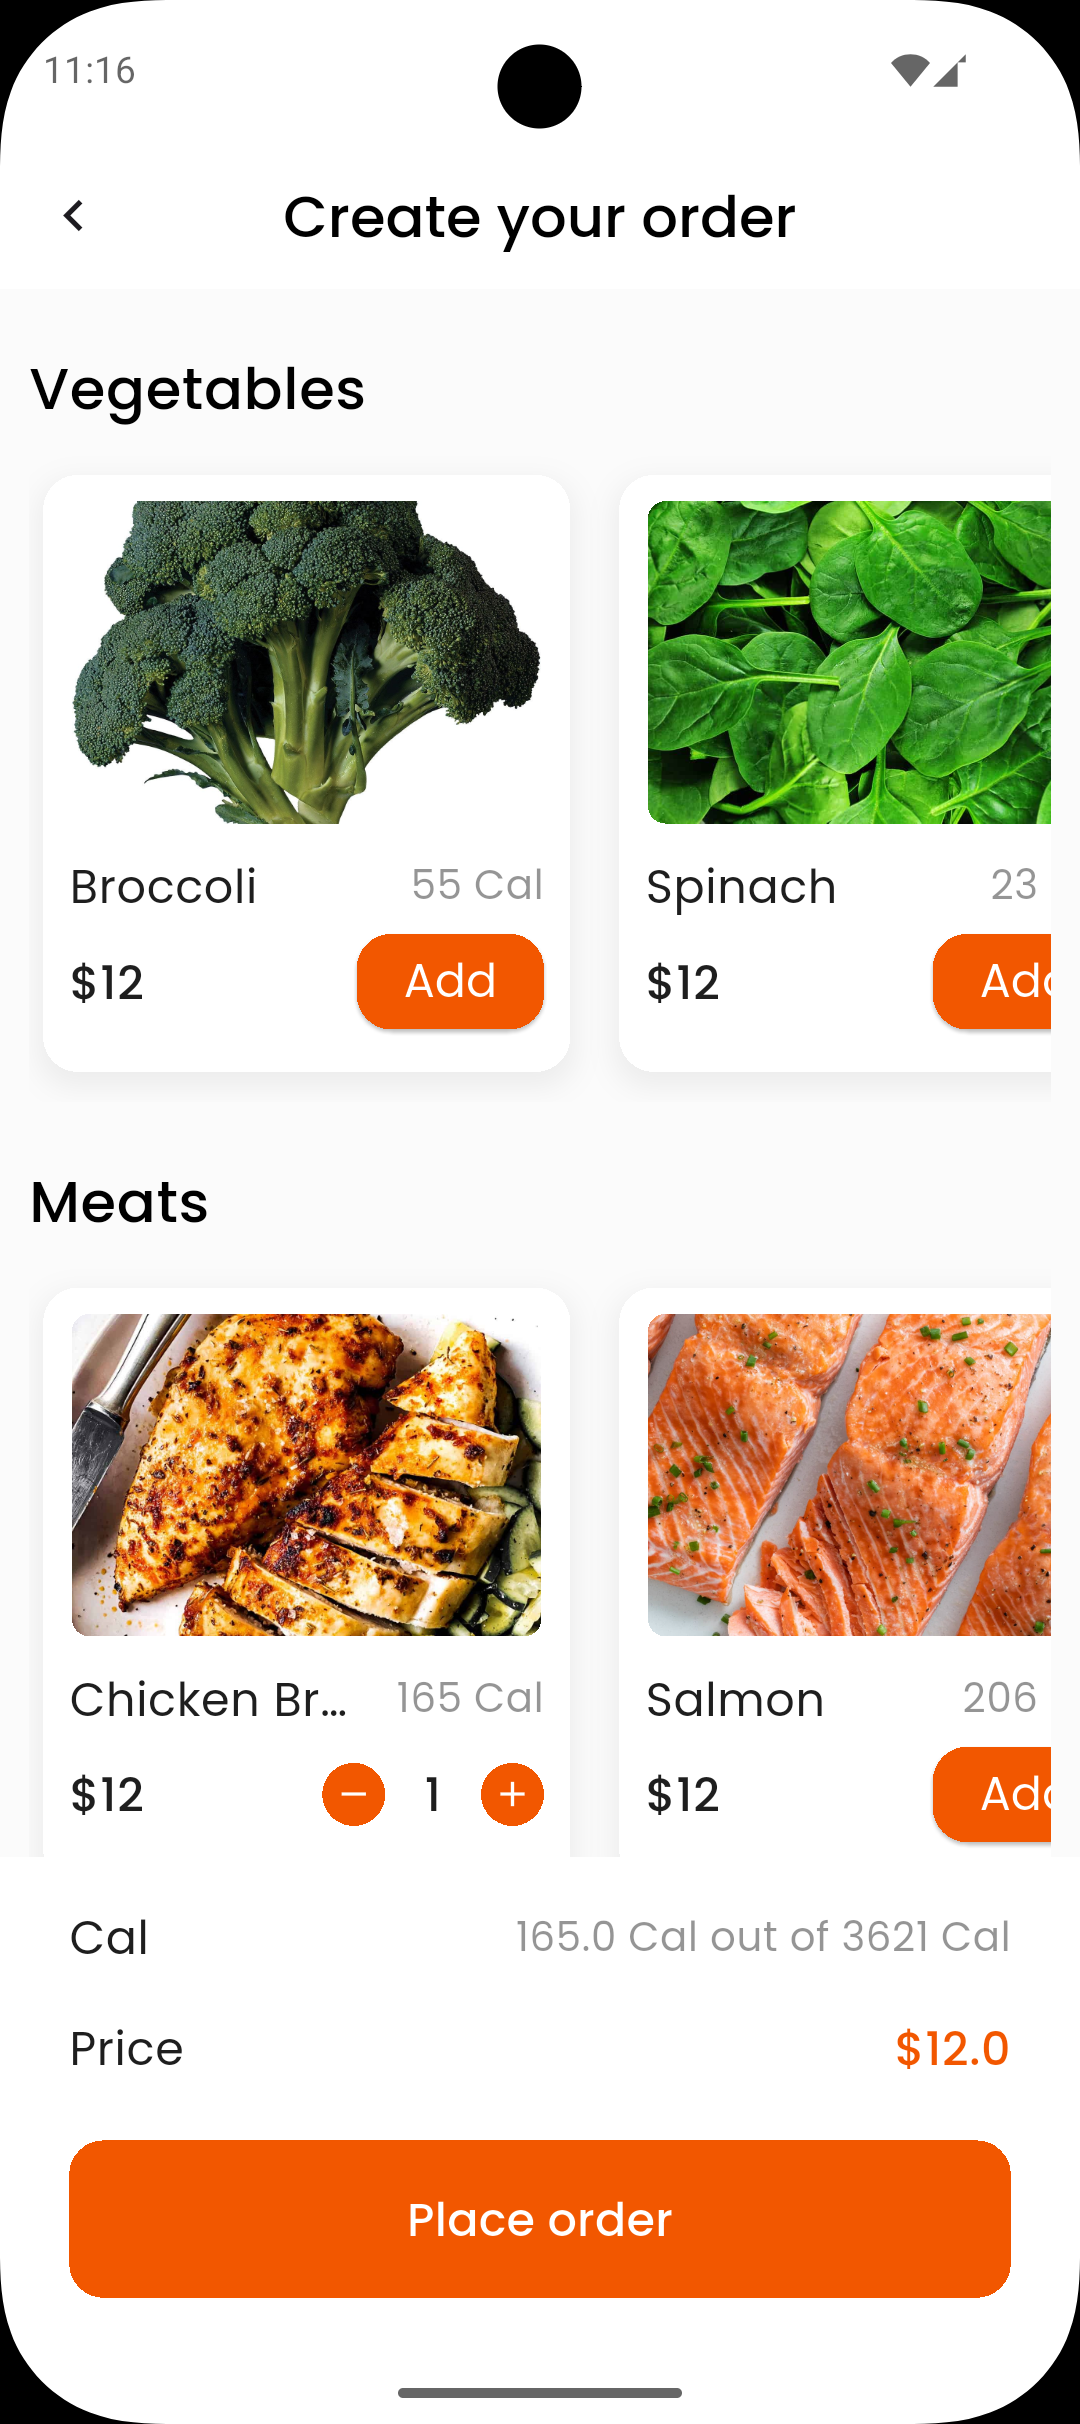 11:16
Create your order
Vegetables
Broccoli 55 Cal
$12 Add
Spinach 23
$12 Add
Meats
Chicken Br... 165 Cal
$12 − 1 +
Salmon 206
$12 Add
Cal 165.0 Cal out of 3621 Cal
Price $12.0
Place order